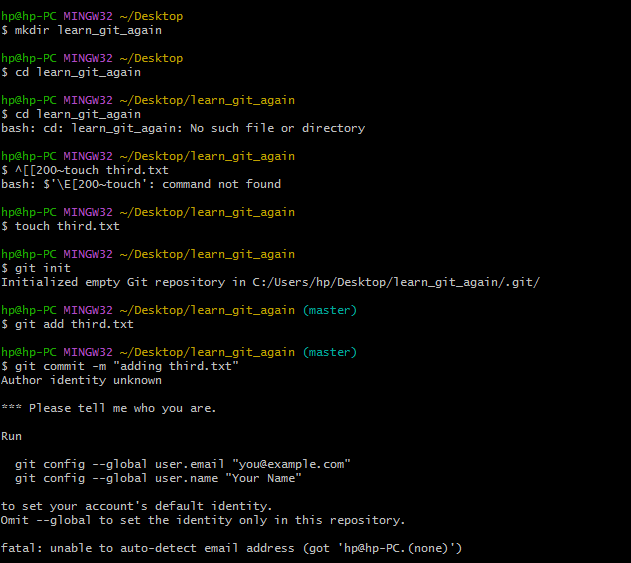 hp@hp-PC MINGW32 ~/Desktop
$ mkdir learn_git_again
hp@hp-PC MINGW32 ~/Desktop
$ cd learn_git_again
hp@hp-PC MINGW32 ~/Desktop/learn_git_again
$ cd learn_git_again
bash: cd: learn_git_again: No such file or directory
hp@hp-PC MINGW32 ~/Desktop/learn_git_again
$ ^[[200~touch third.txt
bash: $'\E[200~touch': command not found
hp@hp-PC MINGW32 ~/Desktop/learn_git_again
$ touch third.txt
hp@hp-PC MINGW32 ~/Desktop/learn_git_again
$ git init
Initialized empty Git repository in C:/Users/hp/Desktop/learn_git_again/.git/
hp@hp-PC MINGW32 ~/Desktop/learn_git_again (master)
$ git add third.txt
hp@hp-PC MINGW32 ~/Desktop/learn_git_again (master)
$ git commit -m "adding third.txt"
Author identity unknown
*** Please tell me who you are.
Run
git config --global user.email "you@example.com"
git config --global user.name "Your Name"
to set your account's default identity.
Omit --global to set the identity only in this repository.
fatal: unable to auto-detect email address (got 'hp@hp-PC.(none)')